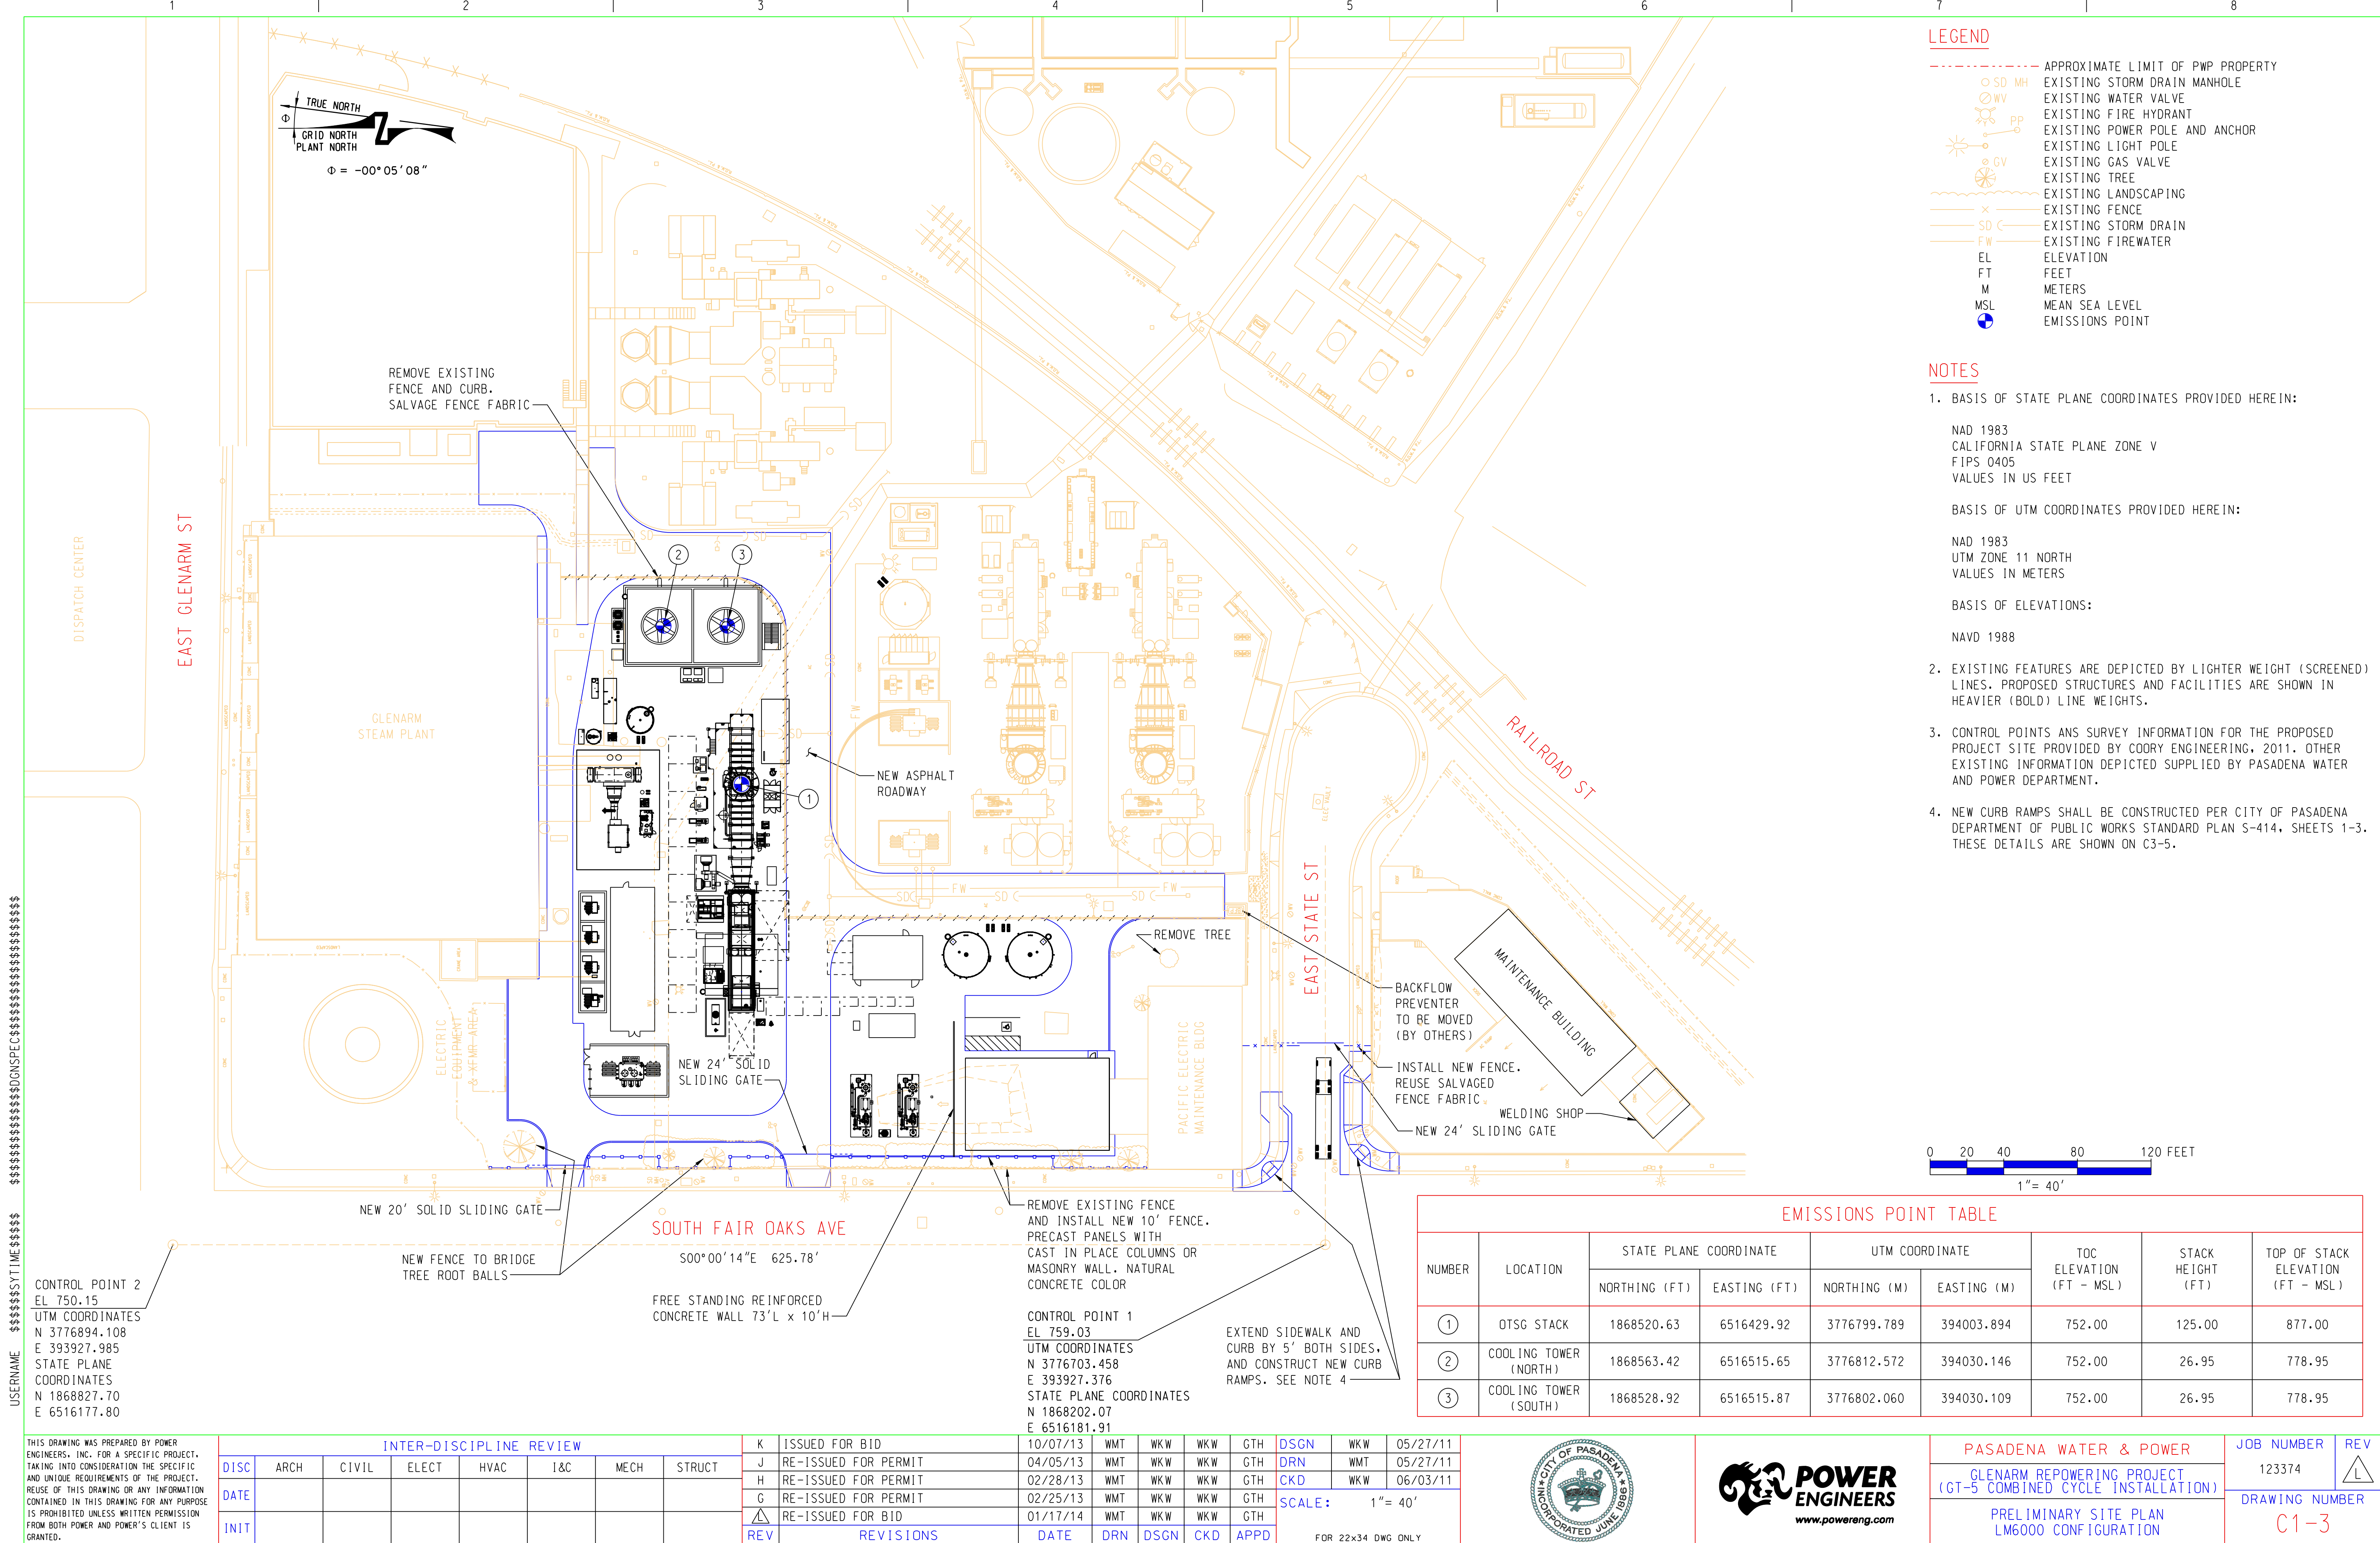 1 2 3 4 5 6 7 8
TRUE NORTH
Φ
GRID NORTH
PLANT NORTH
Φ = -00°05'08"
LEGEND
APPROXIMATE LIMIT OF PWP PROPERTY
SD MH EXISTING STORM DRAIN MANHOLE
WV EXISTING WATER VALVE
EXISTING FIRE HYDRANT
PP EXISTING POWER POLE AND ANCHOR
EXISTING LIGHT POLE
GV EXISTING GAS VALVE
EXISTING TREE
EXISTING LANDSCAPING
X EXISTING FENCE
SD EXISTING STORM DRAIN
FW EXISTING FIREWATER
EL ELEVATION
FT FEET
M METERS
MSL MEAN SEA LEVEL
EMISSIONS POINT
NOTES
1. BASIS OF STATE PLANE COORDINATES PROVIDED HEREIN:
NAD 1983
CALIFORNIA STATE PLANE ZONE V
FIPS 0405
VALUES IN US FEET
BASIS OF UTM COORDINATES PROVIDED HEREIN:
NAD 1983
UTM ZONE 11 NORTH
VALUES IN METERS
BASIS OF ELEVATIONS:
NAVD 1988
2. EXISTING FEATURES ARE DEPICTED BY LIGHTER WEIGHT (SCREENED)
LINES. PROPOSED STRUCTURES AND FACILITIES ARE SHOWN IN
HEAVIER (BOLD) LINE WEIGHTS.
3. CONTROL POINTS ANS SURVEY INFORMATION FOR THE PROPOSED
PROJECT SITE PROVIDED BY COORY ENGINEERING, 2011. OTHER
EXISTING INFORMATION DEPICTED SUPPLIED BY PASADENA WATER
AND POWER DEPARTMENT.
4. NEW CURB RAMPS SHALL BE CONSTRUCTED PER CITY OF PASADENA
DEPARTMENT OF PUBLIC WORKS STANDARD PLAN S-414, SHEETS 1-3.
THESE DETAILS ARE SHOWN ON C3-5.
REMOVE EXISTING
FENCE AND CURB.
SALVAGE FENCE FABRIC
DISPATCH CENTER
EAST GLENARM ST
2 3
GLENARM
STEAM PLANT
NEW ASPHALT
ROADWAY
1
RAILROAD ST
EAST STATE ST
REMOVE TREE
BACKFLOW
PREVENTER
TO BE MOVED
(BY OTHERS)
MAINTENANCE BUILDING
INSTALL NEW FENCE.
REUSE SALVAGED
FENCE FABRIC
WELDING SHOP
NEW 24' SLIDING GATE
ELECTRIC
EQUIPMENT
& XFMR AREA
NEW 24' SOLID
SLIDING GATE
PACIFIC ELECTRIC
MAINTENANCE BLDG
NEW 20' SOLID SLIDING GATE
SOUTH FAIR OAKS AVE
S00°00'14"E 625.78'
NEW FENCE TO BRIDGE
TREE ROOT BALLS
FREE STANDING REINFORCED
CONCRETE WALL 73'L x 10'H
REMOVE EXISTING FENCE
AND INSTALL NEW 10' FENCE.
PRECAST PANELS WITH
CAST IN PLACE COLUMNS OR
MASONRY WALL. NATURAL
CONCRETE COLOR
CONTROL POINT 2
EL 750.15
UTM COORDINATES
N 3776894.108
E 393927.985
STATE PLANE
COORDINATES
N 1868827.70
E 6516177.80
CONTROL POINT 1
EL 759.03
UTM COORDINATES
N 3776703.458
E 393927.376
STATE PLANE COORDINATES
N 1868202.07
E 6516181.91
EXTEND SIDEWALK AND
CURB BY 5' BOTH SIDES,
AND CONSTRUCT NEW CURB
RAMPS. SEE NOTE 4
0 20 40 80 120 FEET
1"= 40'
EMISSIONS POINT TABLE
NUMBER LOCATION STATE PLANE COORDINATE UTM COORDINATE TOC ELEVATION (FT - MSL) STACK HEIGHT (FT) TOP OF STACK ELEVATION (FT - MSL)
NORTHING (FT) EASTING (FT) NORTHING (M) EASTING (M)
1 OTSG STACK 1868520.63 6516429.92 3776799.789 394003.894 752.00 125.00 877.00
2 COOLING TOWER (NORTH) 1868563.42 6516515.65 3776812.572 394030.146 752.00 26.95 778.95
3 COOLING TOWER (SOUTH) 1868528.92 6516515.87 3776802.060 394030.109 752.00 26.95 778.95
THIS DRAWING WAS PREPARED BY POWER
ENGINEERS, INC. FOR A SPECIFIC PROJECT,
TAKING INTO CONSIDERATION THE SPECIFIC
AND UNIQUE REQUIREMENTS OF THE PROJECT.
REUSE OF THIS DRAWING OR ANY INFORMATION
CONTAINED IN THIS DRAWING FOR ANY PURPOSE
IS PROHIBITED UNLESS WRITTEN PERMISSION
FROM BOTH POWER AND POWER'S CLIENT IS
GRANTED.
INTER-DISCIPLINE REVIEW
DISC ARCH CIVIL ELECT HVAC I&C MECH STRUCT
DATE
INIT
K ISSUED FOR BID 10/07/13 WMT WKW WKW GTH
J RE-ISSUED FOR PERMIT 04/05/13 WMT WKW WKW GTH
H RE-ISSUED FOR PERMIT 02/28/13 WMT WKW WKW GTH
G RE-ISSUED FOR PERMIT 02/25/13 WMT WKW WKW GTH
L RE-ISSUED FOR BID 01/17/14 WMT WKW WKW GTH
REV REVISIONS DATE DRN DSGN CKD APPD
DSGN WKW 05/27/11
DRN WMT 05/27/11
CKD WKW 06/03/11
SCALE: 1"= 40'
FOR 22x34 DWG ONLY
CITY OF PASADENA
INCORPORATED JUNE 1886
POWER
ENGINEERS
www.powereng.com
PASADENA WATER & POWER
GLENARM REPOWERING PROJECT
(GT-5 COMBINED CYCLE INSTALLATION)
PRELIMINARY SITE PLAN
LM6000 CONFIGURATION
JOB NUMBER REV
123374 L
DRAWING NUMBER
C1-3